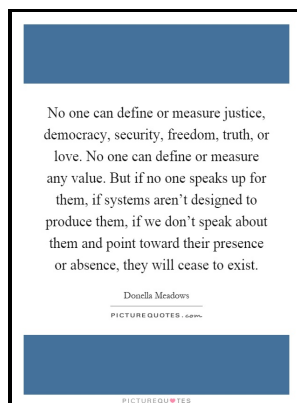 No one can define or measure justice,
democracy, security, freedom, truth, or
love. No one can define or measure
any value. But if no one speaks up for
them, if systems aren't designed to
produce them, if we don't speak about
them and point toward their presence
or absence, they will cease to exist.
Donella Meadows
PICTUREQUOTES.com
PICTUREQU♥TES